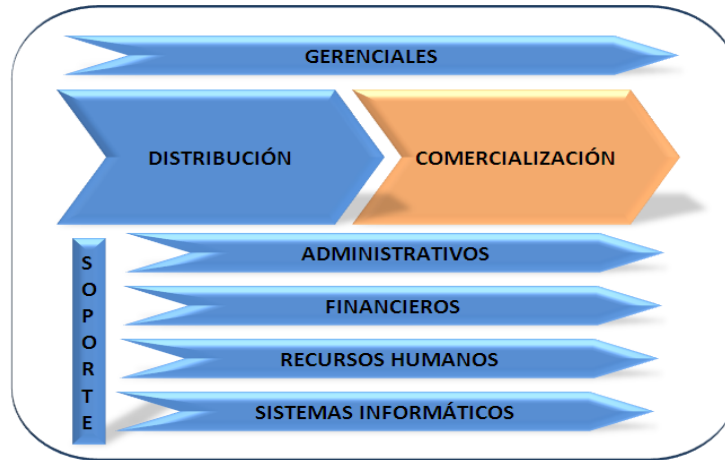 GERENCIALES
DISTRIBUCIÓN
COMERCIALIZACIÓN
SOPORTE
ADMINISTRATIVOS
FINANCIEROS
RECURSOS HUMANOS
SISTEMAS INFORMÁTICOS